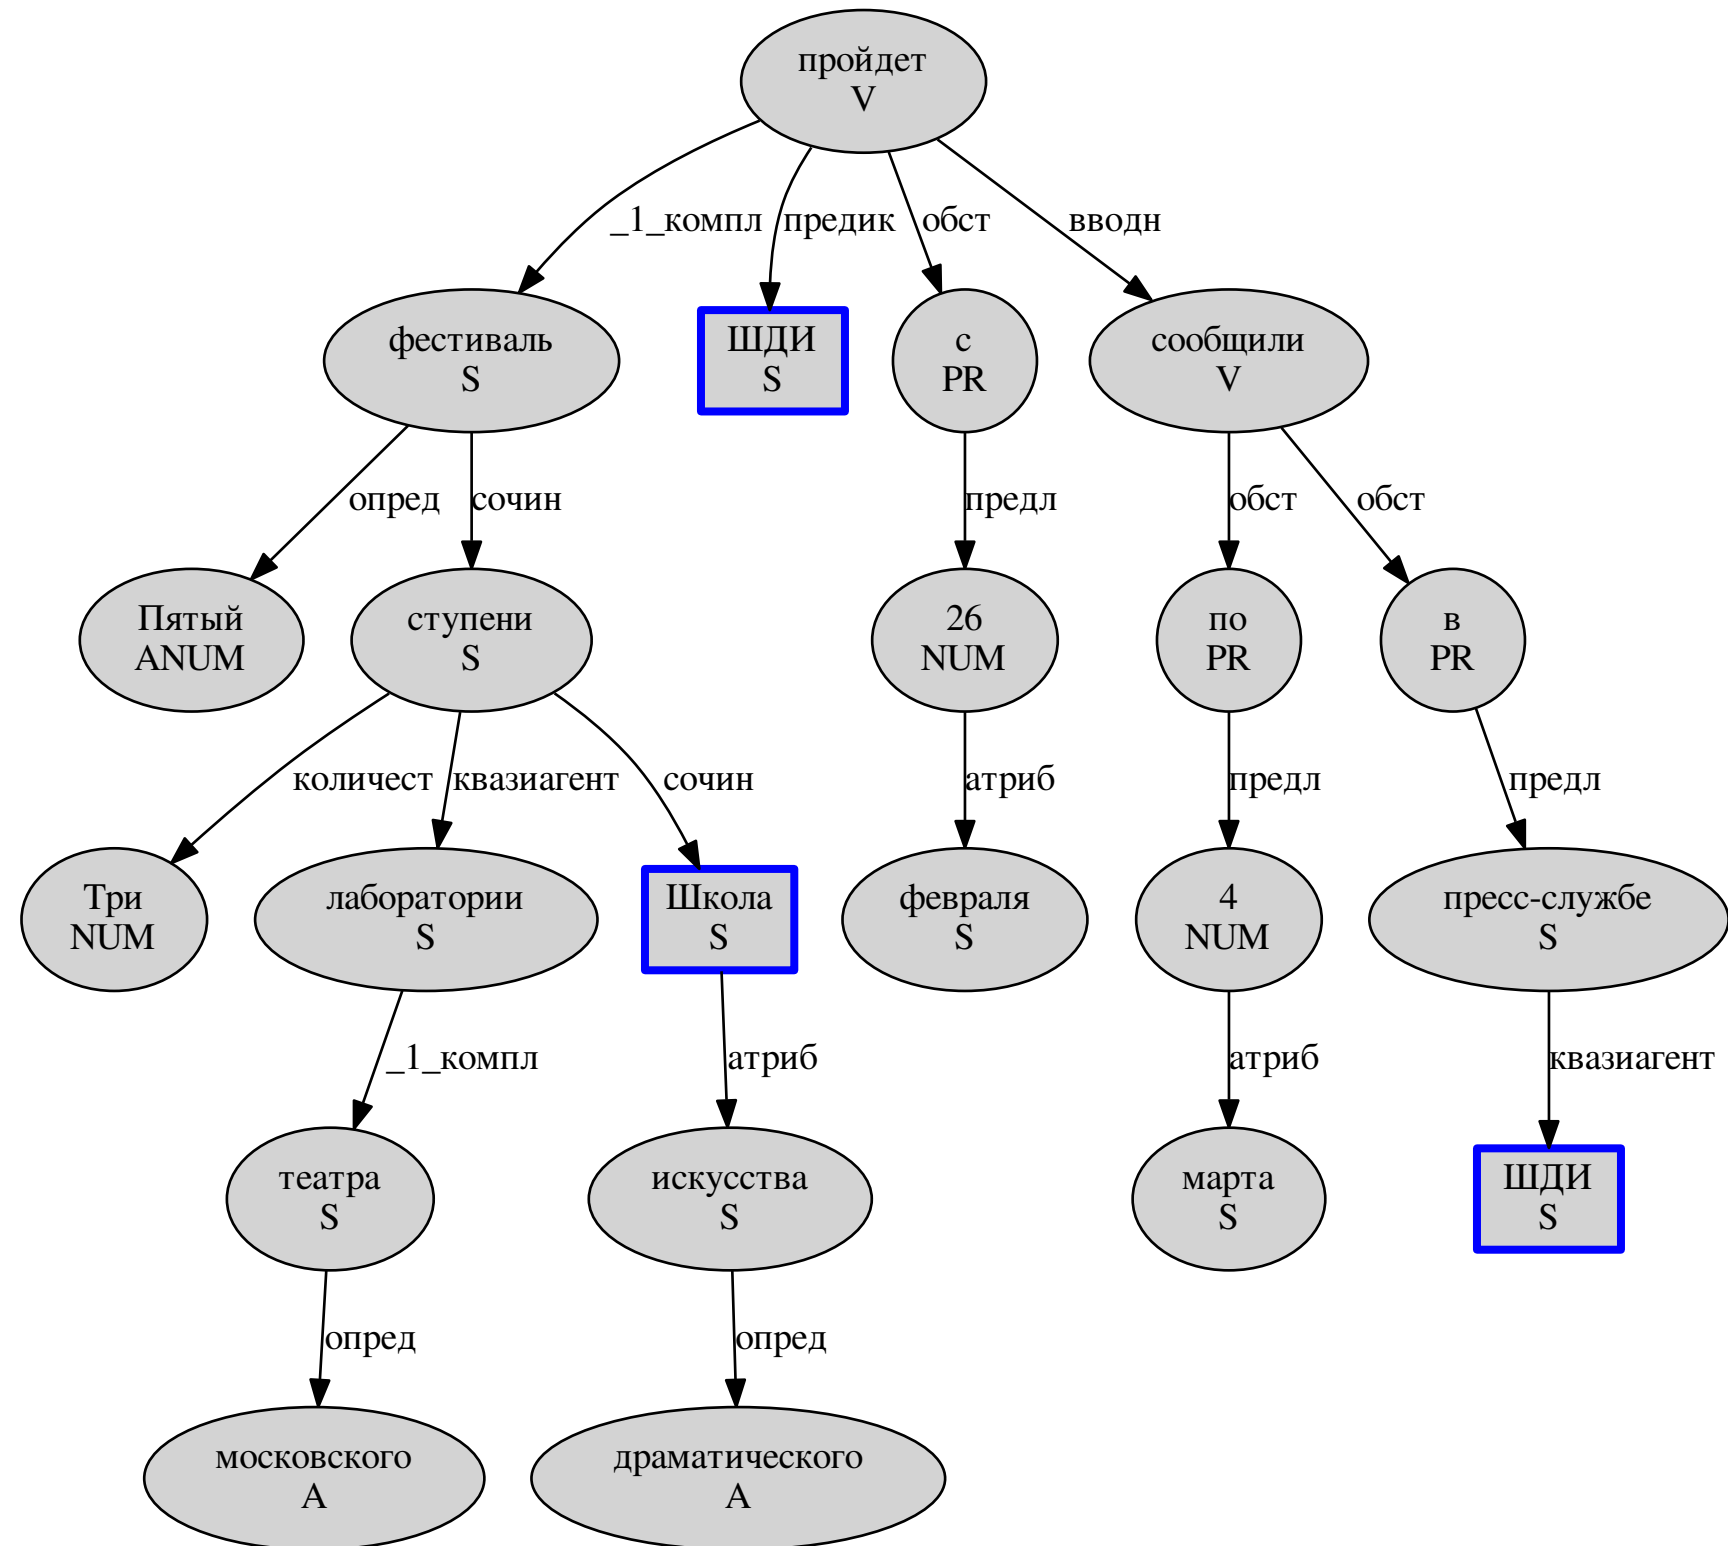 пройдет
V
_1_компл
предик
обст
вводн
фестиваль
S
ШДИ
S
с
PR
сообщили
V
опред
сочин
предл
обст
обст
Пятый
ANUM
ступени
S
26
NUM
по
PR
в
PR
количест
квазиагент
сочин
атриб
предл
предл
Три
NUM
лаборатории
S
Школа
S
февраля
S
4
NUM
пресс-службе
S
_1_компл
атриб
атриб
квазиагент
театра
S
искусства
S
марта
S
ШДИ
S
опред
опред
московского
A
драматического
A